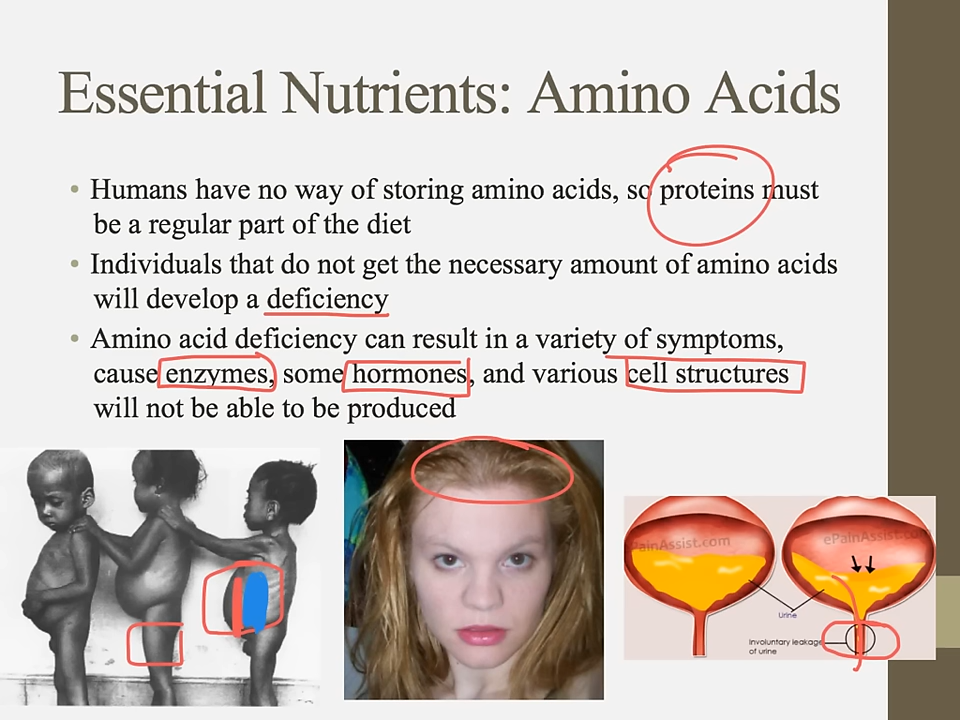 Essential Nutrients: Amino Acids
• Humans have no way of storing amino acids, so proteins must
be a regular part of the diet
• Individuals that do not get the necessary amount of amino acids
will develop a deficiency
• Amino acid deficiency can result in a variety of symptoms,
cause enzymes, some hormones, and various cell structures
will not be able to be produced
PainAssist.com
ePainAssist.com
Urine
Involuntary leakage
of urine